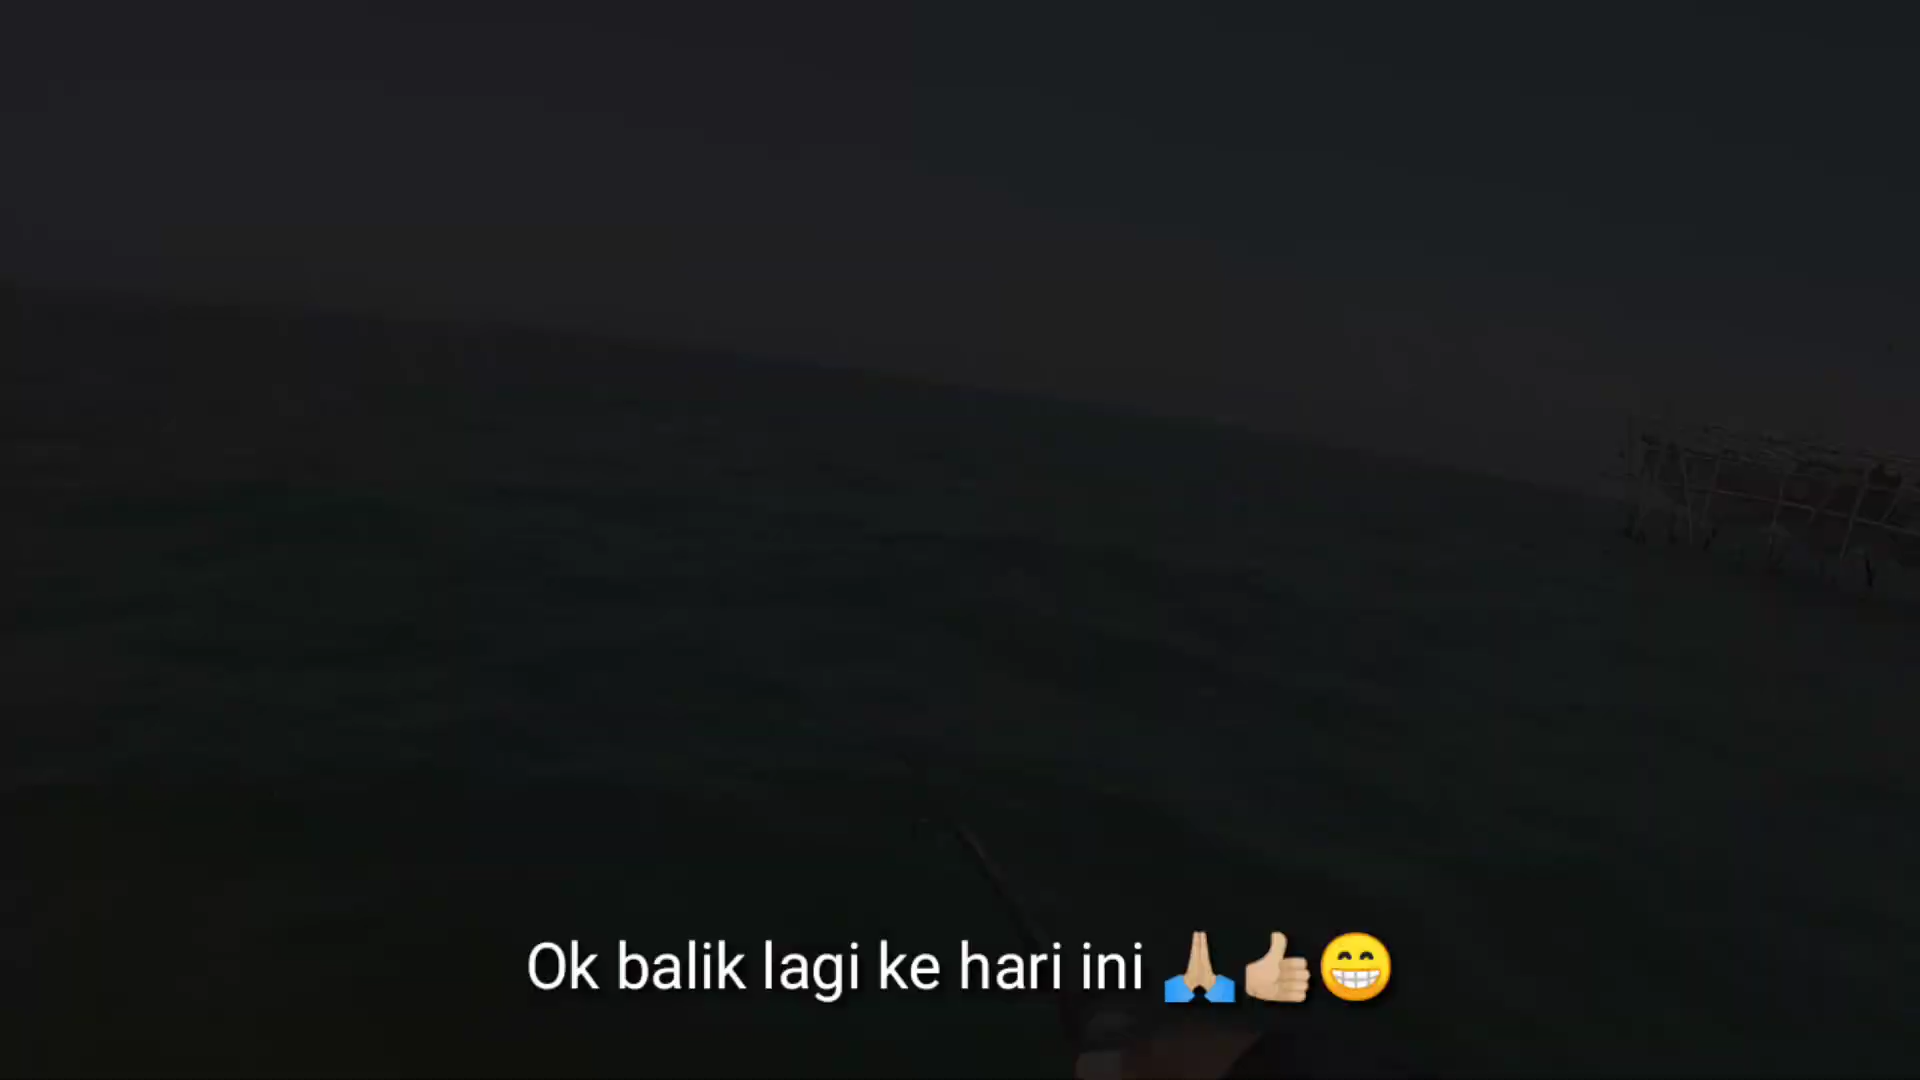 Ok balik lagi ke hari ini 🙏🏼👍🏼😁